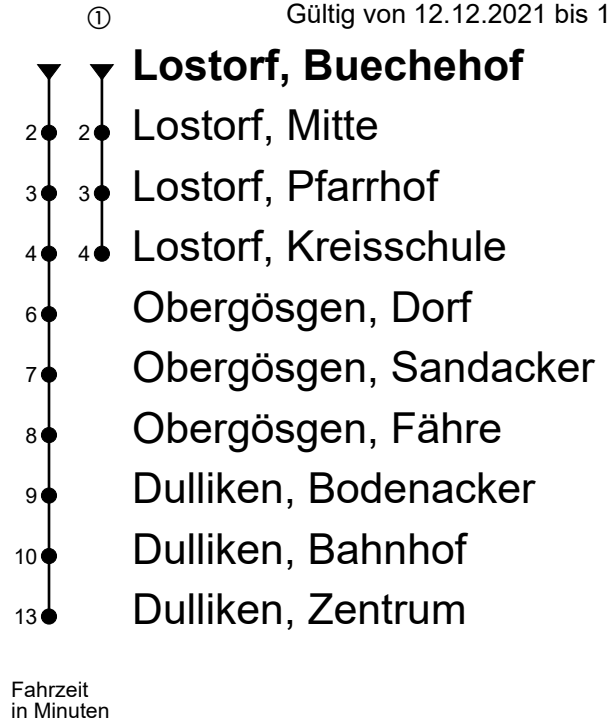 ① Gültig von 12.12.2021 bis 1
Lostorf, Buechehof
2 2 Lostorf, Mitte
3 3 Lostorf, Pfarrhof
4 4 Lostorf, Kreisschule
6 Obergösgen, Dorf
7 Obergösgen, Sandacker
8 Obergösgen, Fähre
9 Dulliken, Bodenacker
10 Dulliken, Bahnhof
13 Dulliken, Zentrum
Fahrzeit
in Minuten